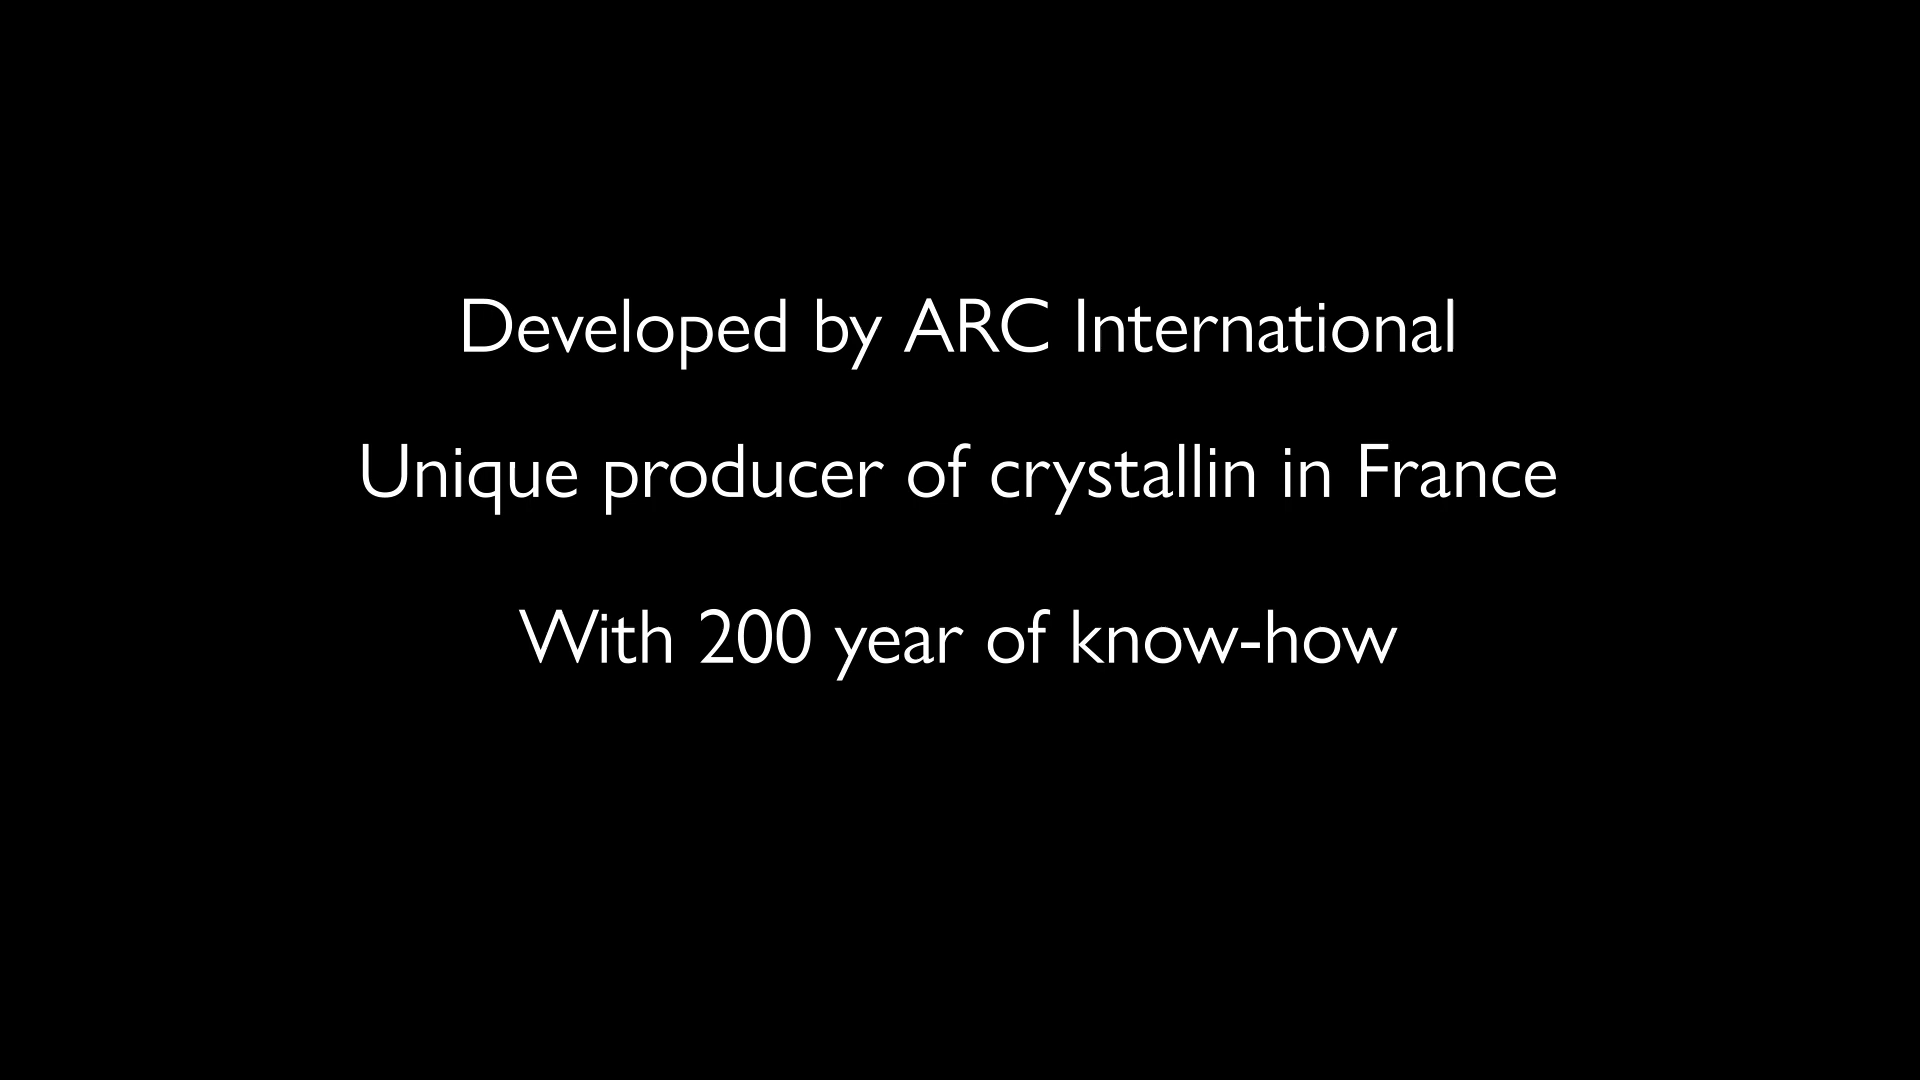 Developed by ARC International
Unique producer of crystallin in France
With 200 year of know-how